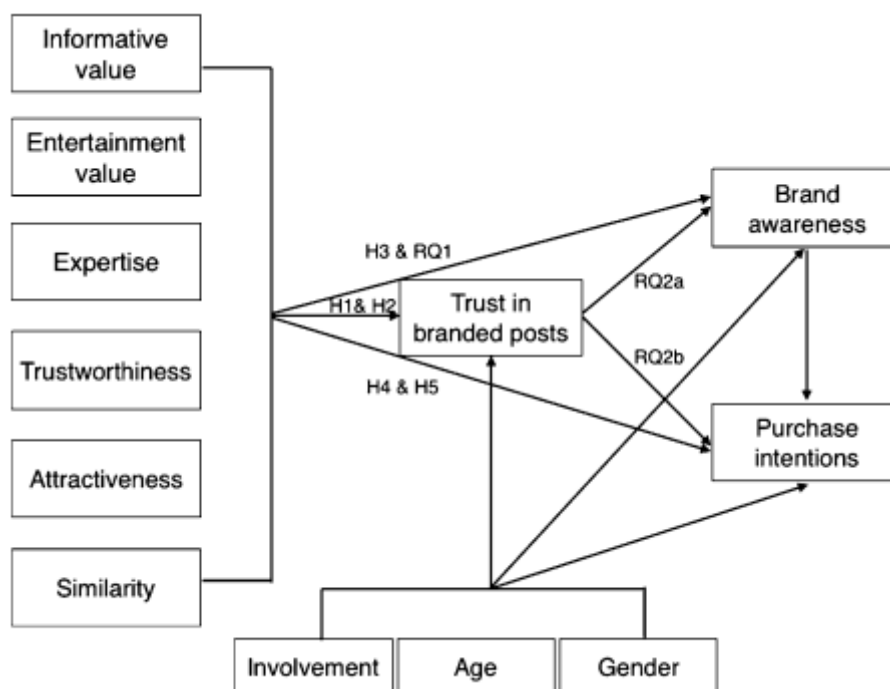 Informative
value
Entertainment
value
Expertise
Trustworthiness
Attractiveness
Similarity
H3 & RQ1
H1& H2
H4 & H5
Trust in
branded posts
RQ2a
RQ2b
Brand
awareness
Purchase
intentions
Involvement
Age
Gender